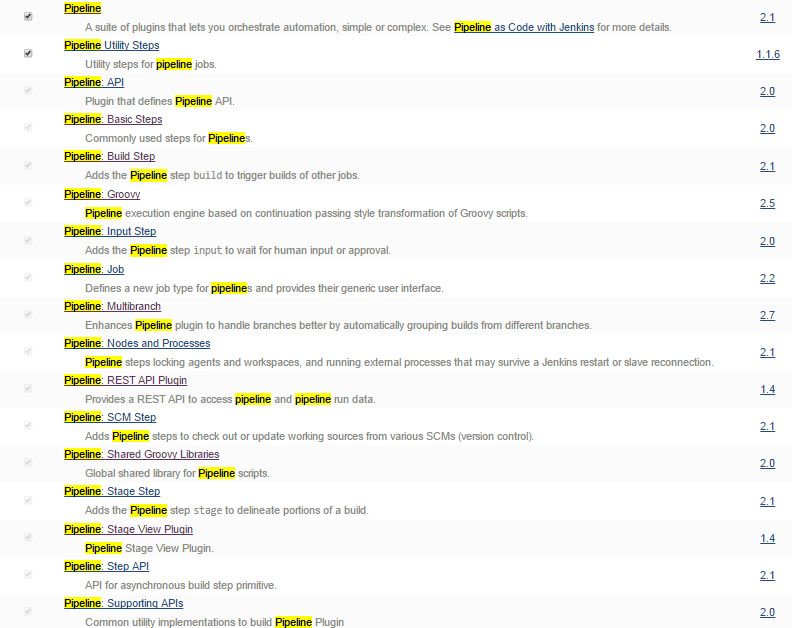 Pipeline
A suite of plugins that lets you orchestrate automation, simple or complex. See Pipeline as Code with Jenkins for more details.
2.1
Pipeline Utility Steps
Utility steps for pipeline jobs.
1.1.6
Pipeline: API
Plugin that defines Pipeline API.
2.0
Pipeline: Basic Steps
Commonly used steps for Pipelines.
2.0
Pipeline: Build Step
Adds the Pipeline step build to trigger builds of other jobs.
2.1
Pipeline: Groovy
Pipeline execution engine based on continuation passing style transformation of Groovy scripts.
2.5
Pipeline: Input Step
Adds the Pipeline step input to wait for human input or approval.
2.0
Pipeline: Job
Defines a new job type for pipelines and provides their generic user interface.
2.2
Pipeline: Multibranch
Enhances Pipeline plugin to handle branches better by automatically grouping builds from different branches.
2.7
Pipeline: Nodes and Processes
Pipeline steps locking agents and workspaces, and running external processes that may survive a Jenkins restart or slave reconnection.
2.1
Pipeline: REST API Plugin
Provides a REST API to access pipeline and pipeline run data.
1.4
Pipeline: SCM Step
Adds Pipeline steps to check out or update working sources from various SCMs (version control).
2.1
Pipeline: Shared Groovy Libraries
Global shared library for Pipeline scripts.
2.0
Pipeline: Stage Step
Adds the Pipeline step stage to delineate portions of a build.
2.1
Pipeline: Stage View Plugin
Pipeline Stage View Plugin.
1.4
Pipeline: Step API
API for asynchronous build step primitive.
2.1
Pipeline: Supporting APIs
Common utility implementations to build Pipeline Plugin
2.0